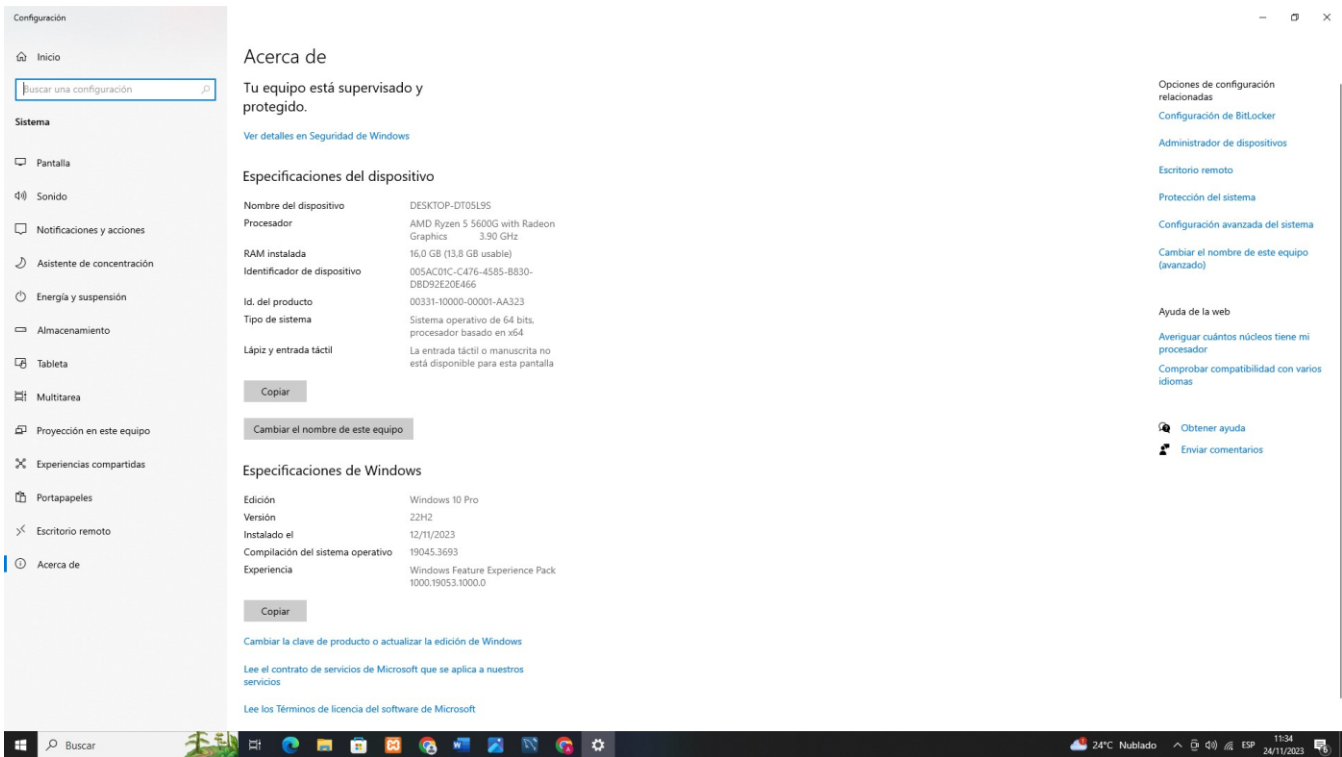 Configuración
Inicio
Buscar una configuración
Sistema
Pantalla
Sonido
Notificaciones y acciones
Asistente de concentración
Energía y suspensión
Almacenamiento
Tableta
Multitarea
Proyección en este equipo
Experiencias compartidas
Portapapeles
Escritorio remoto
Acerca de
Acerca de
Tu equipo está supervisado y
protegido.
Ver detalles en Seguridad de Windows
Especificaciones del dispositivo
Nombre del dispositivo DESKTOP-DT05L9S
Procesador AMD Ryzen 5 5600G with Radeon
Graphics 3.90 GHz
RAM instalada 16,0 GB (13,8 GB usable)
Identificador de dispositivo 005AC01C-C476-4585-B830-
DBD92E20E466
Id. del producto 00331-10000-00001-AA323
Tipo de sistema Sistema operativo de 64 bits,
procesador basado en x64
Lápiz y entrada táctil La entrada táctil o manuscrita no
está disponible para esta pantalla
Copiar
Cambiar el nombre de este equipo
Especificaciones de Windows
Edición Windows 10 Pro
Versión 22H2
Instalado el 12/11/2023
Compilación del sistema operativo 19045.3693
Experiencia Windows Feature Experience Pack
1000.19053.1000.0
Copiar
Cambiar la clave de producto o actualizar la edición de Windows
Lee el contrato de servicios de Microsoft que se aplica a nuestros
servicios
Lee los Términos de licencia del software de Microsoft
Opciones de configuración
relacionadas
Configuración de BitLocker
Administrador de dispositivos
Escritorio remoto
Protección del sistema
Configuración avanzada del sistema
Cambiar el nombre de este equipo
(avanzado)
Ayuda de la web
Averiguar cuántos núcleos tiene mi
procesador
Comprobar compatibilidad con varios
idiomas
Obtener ayuda
Enviar comentarios
Buscar
24°C Nublado
ESP
11:34
24/11/2023
6